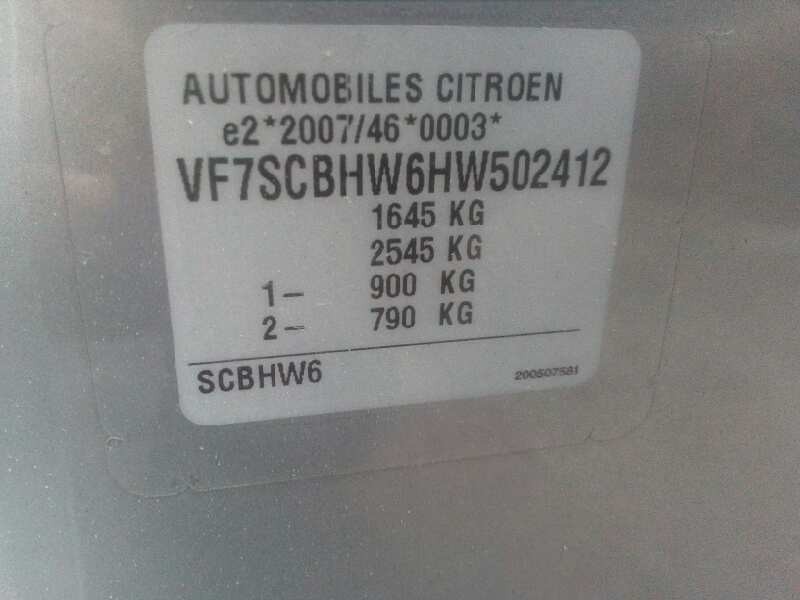 AUTOMOBILES CITROEN
e2*2007/46*0003*
VF7SCBHW6HW502412
1645 KG
2545 KG
1- 900 KG
2- 790 KG
SCBHW6
200507581